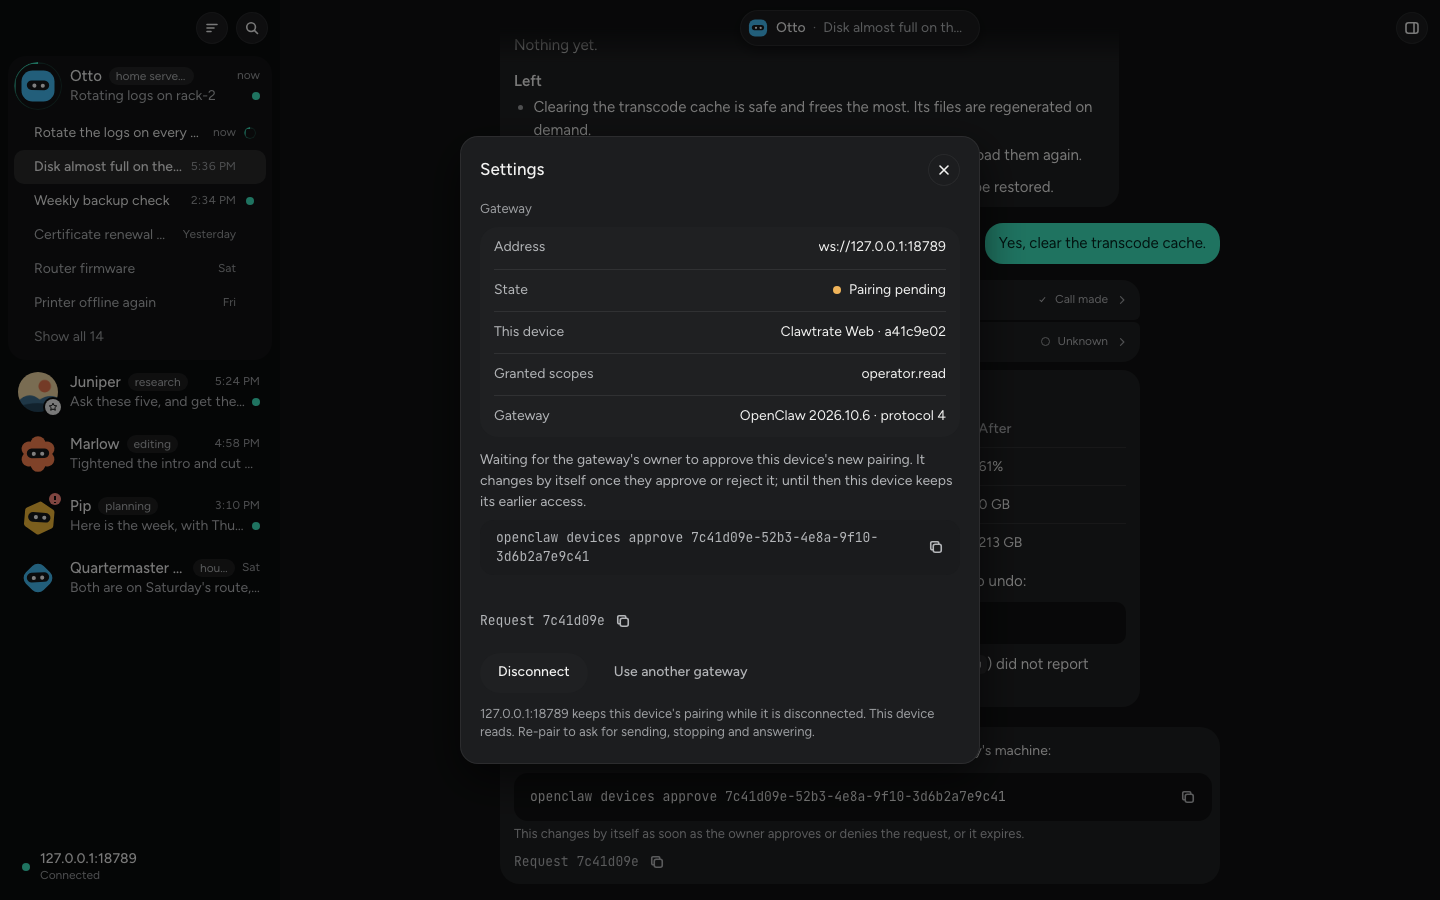 Otto · Disk almost full on th...
Otto home serve... now
Rotating logs on rack-2
Rotate the logs on every ... now
Disk almost full on the... 5:36 PM
Weekly backup check 2:34 PM
Certificate renewal ... Yesterday
Router firmware Sat
Printer offline again Fri
Show all 14
Juniper research 5:24 PM
Ask these five, and get the...
Marlow editing 4:58 PM
Tightened the intro and cut ...
Pip planning 3:10 PM
Here is the week, with Thu...
Quartermaster ... hou... Sat
Both are on Saturday's route,...
127.0.0.1:18789
Connected
Nothing yet.
Left
Clearing the transcode cache is safe and frees the most. Its files are regenerated on
demand.
them again.
restored.
Yes, clear the transcode cache.
Call made
Unknown
After
61%
GB
213 GB
undo:
) did not report
machine:
openclaw devices approve 7c41d09e-52b3-4e8a-9f10-3d6b2a7e9c41
This changes by itself as soon as the owner approves or denies the request, or it expires.
Request 7c41d09e
Settings
Gateway
Address ws://127.0.0.1:18789
State Pairing pending
This device Clawtrate Web · a41c9e02
Granted scopes operator.read
Gateway OpenClaw 2026.10.6 · protocol 4
Waiting for the gateway's owner to approve this device's new pairing. It
changes by itself once they approve or reject it; until then this device keeps
its earlier access.
openclaw devices approve 7c41d09e-52b3-4e8a-9f10-
3d6b2a7e9c41
Request 7c41d09e
Disconnect Use another gateway
127.0.0.1:18789 keeps this device's pairing while it is disconnected. This device
reads. Re-pair to ask for sending, stopping and answering.